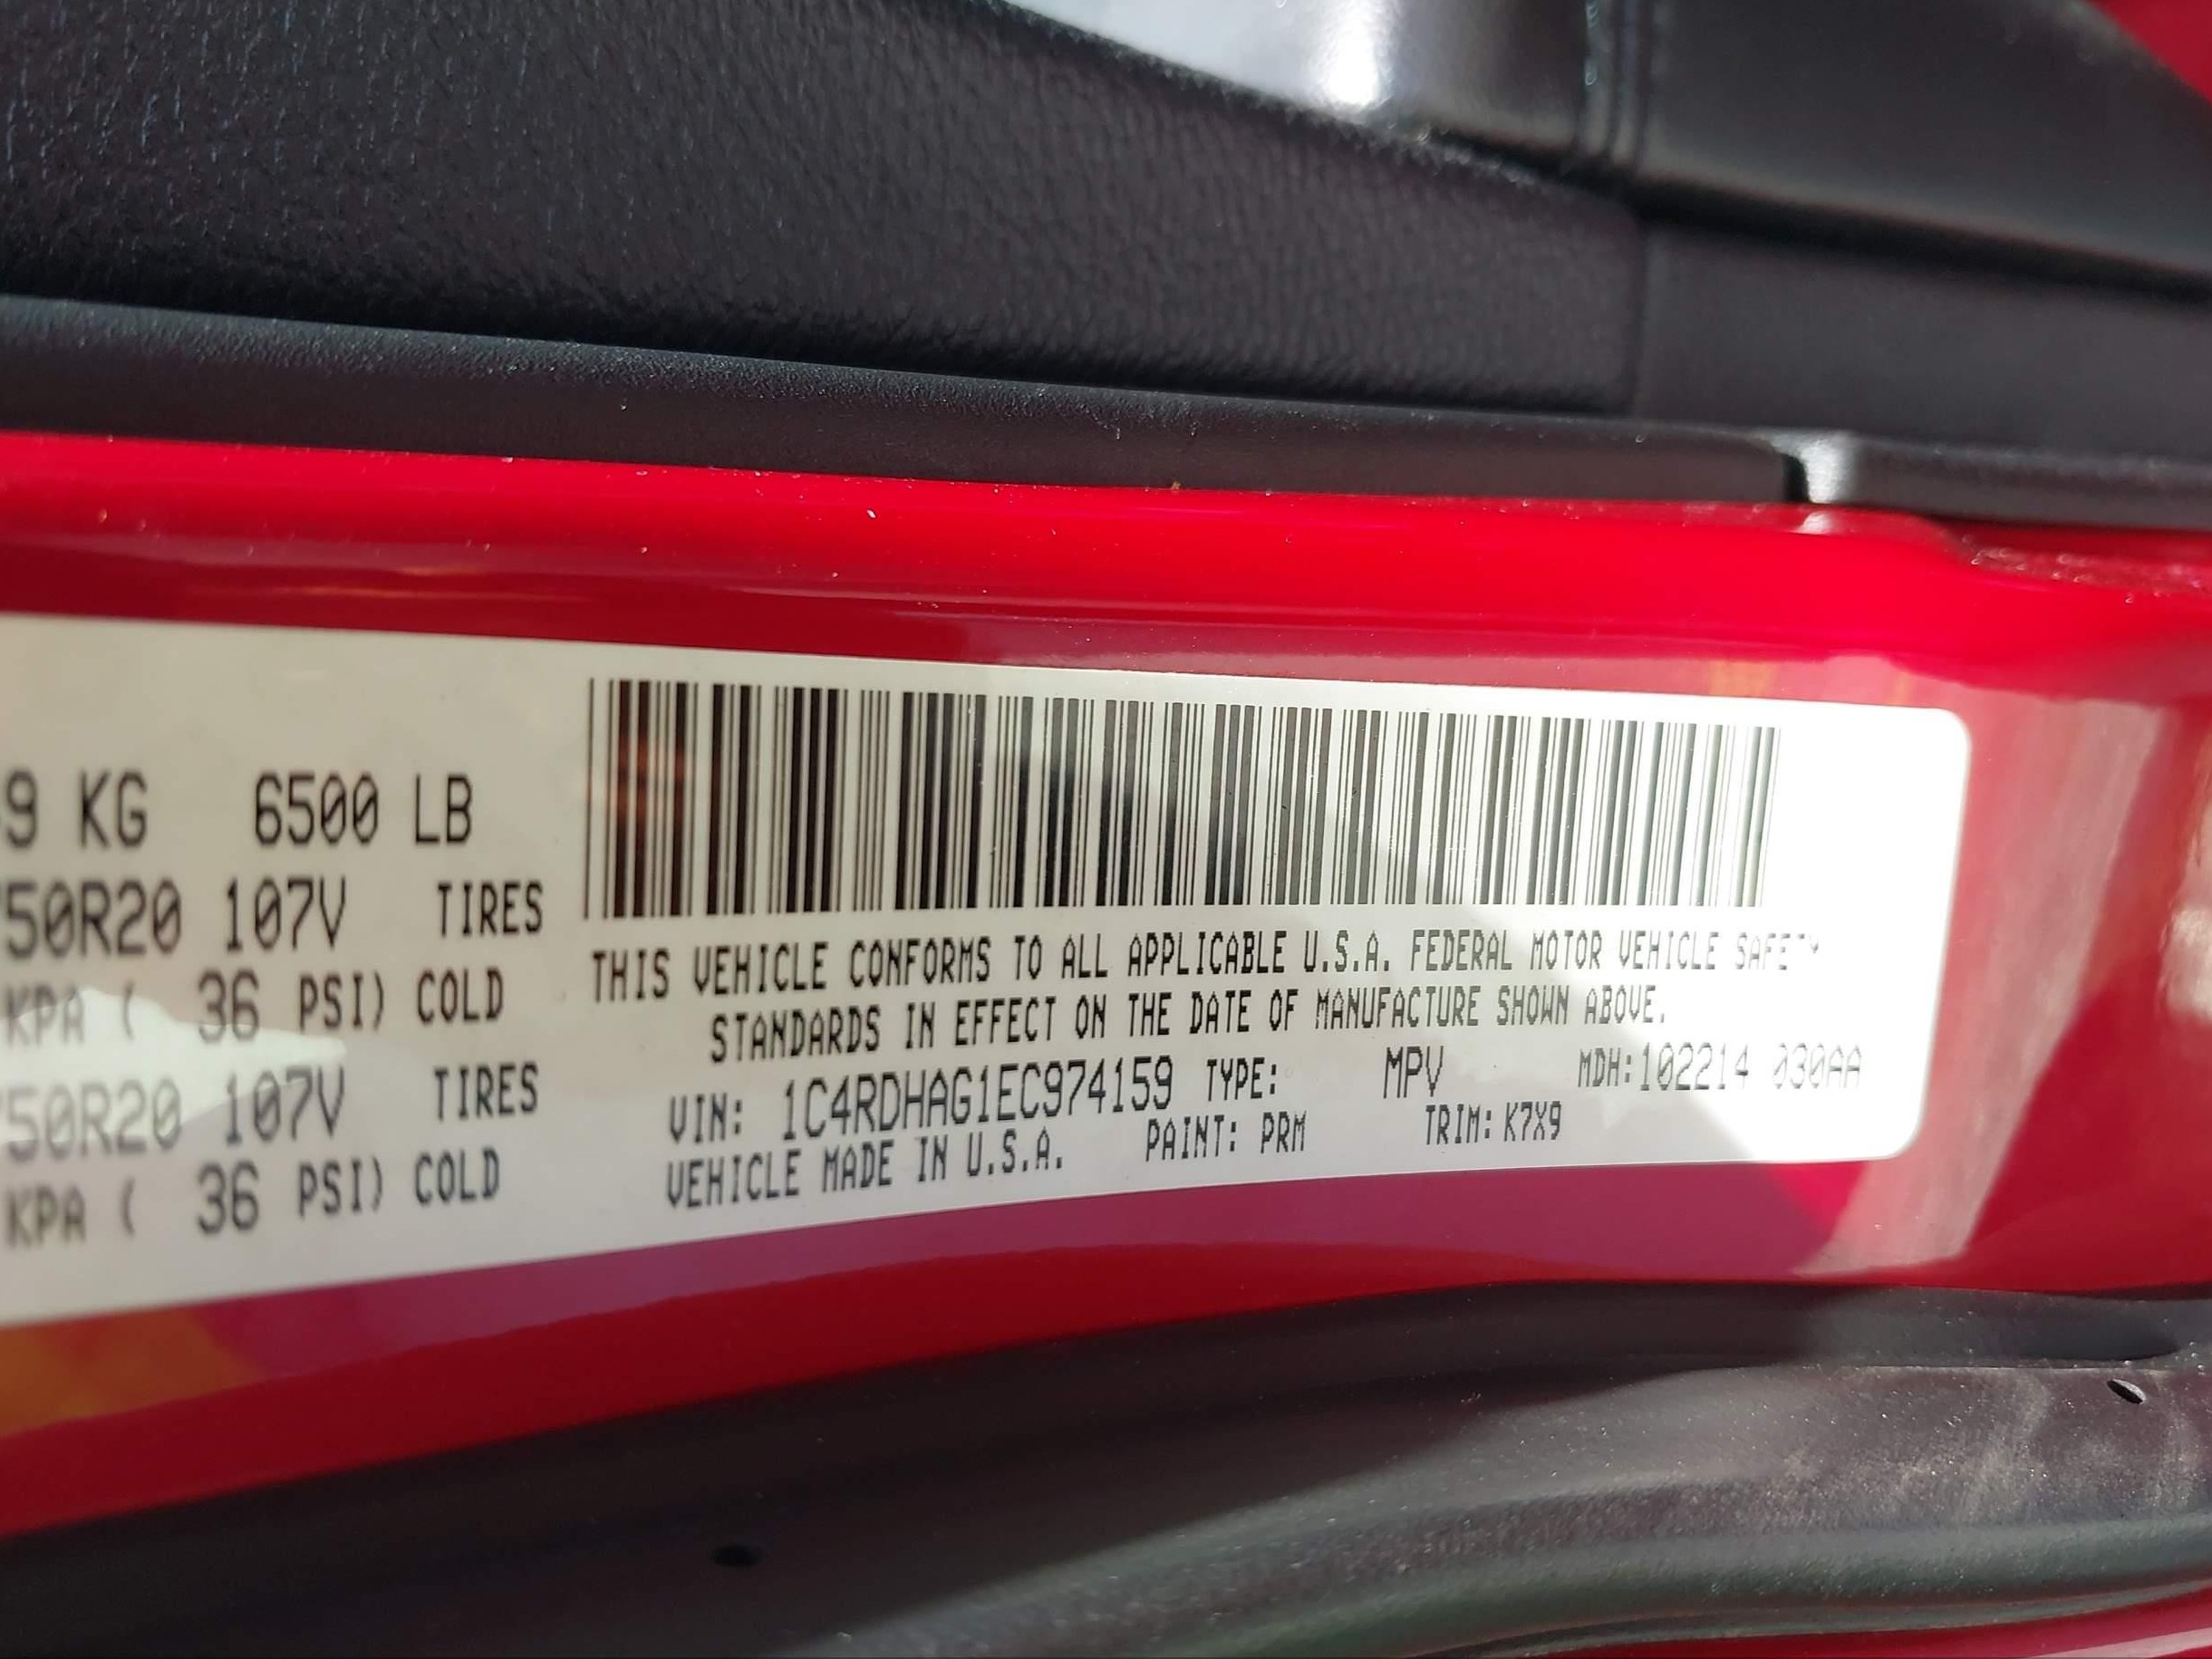 9 KG 6500 LB
50R20 107V TIRES
KPA ( 36 PSI) COLD
50R20 107V TIRES
KPA ( 36 PSI) COLD
THIS VEHICLE CONFORMS TO ALL APPLICABLE U.S.A. FEDERAL MOTOR VEHICLE SAFETY
STANDARDS IN EFFECT ON THE DATE OF MANUFACTURE SHOWN ABOVE.
VIN: 1C4RDHAG1EC974159 TYPE: MPV MDH:102214 030AA
VEHICLE MADE IN U.S.A. PAINT: PRM TRIM: K7X9